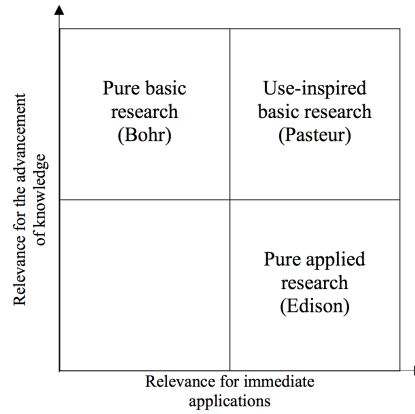 Relevance for the advancement
of knowledge
Pure basic
research
(Bohr)
Use-inspired
basic research
(Pasteur)
Pure applied
research
(Edison)
Relevance for immediate
applications